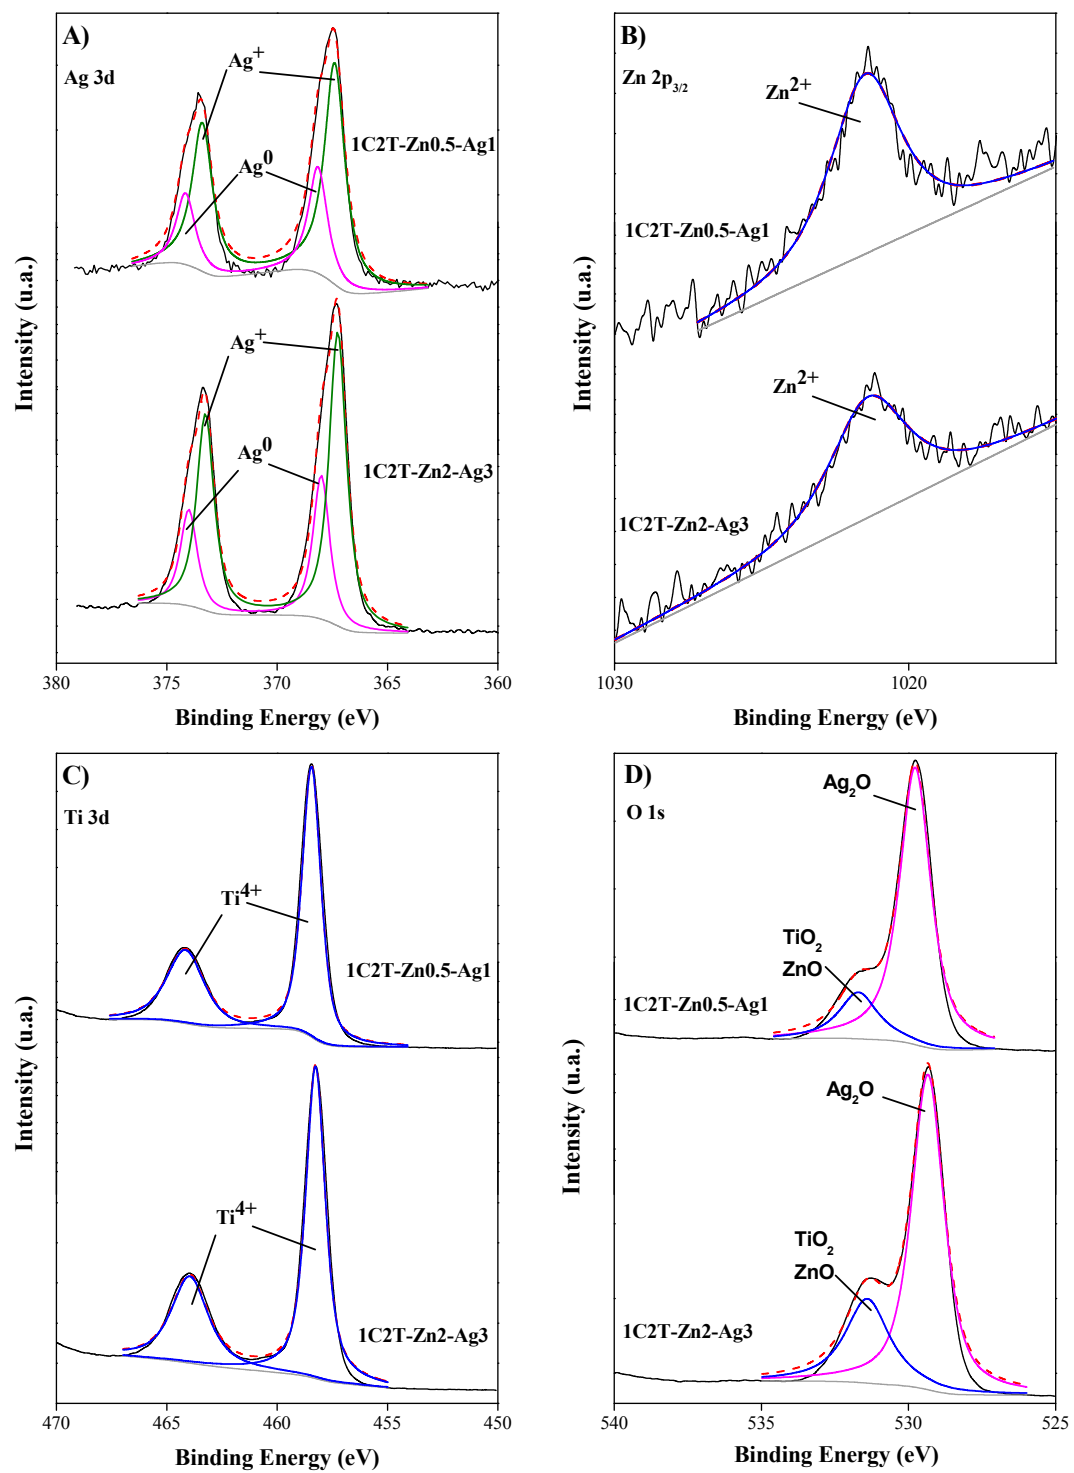 A)
Ag 3d
Ag⁺
1C2T-Zn0.5-Ag1
Ag⁰
Ag⁺
Ag⁰
1C2T-Zn2-Ag3
Intensity (u.a.)
380 375 370 365 360
Binding Energy (eV)
B)
Zn 2p₃/₂
Zn²⁺
1C2T-Zn0.5-Ag1
Zn²⁺
1C2T-Zn2-Ag3
Intensity (u.a.)
1030 1020
Binding Energy (eV)
C)
Ti 3d
Ti⁴⁺
1C2T-Zn0.5-Ag1
Ti⁴⁺
1C2T-Zn2-Ag3
Intensity (u.a.)
470 465 460 455 450
Binding Energy (eV)
D)
O 1s
Ag₂O
TiO₂
ZnO
1C2T-Zn0.5-Ag1
Ag₂O
TiO₂
ZnO
1C2T-Zn2-Ag3
Intensity (u.a.)
540 535 530 525
Binding Energy (eV)